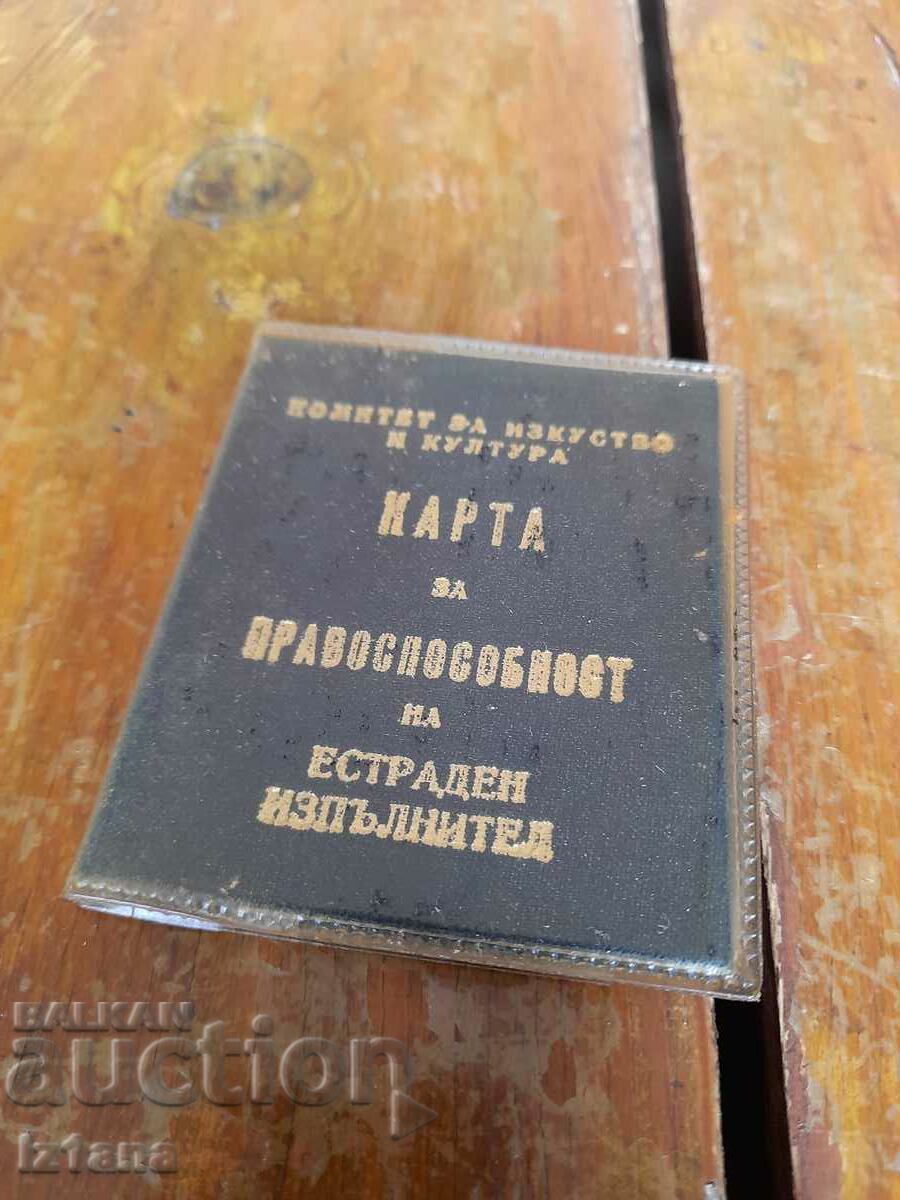 КОМИТЕТ ЗА ИЗКУСТВО
И КУЛТУРА
КАРТА
ЗА
ПРАВОСПОСОБНОСТ
НА
ЕСТРАДЕН
ИЗПЪЛНИТЕЛ
BALKAN
auction
iz1ana